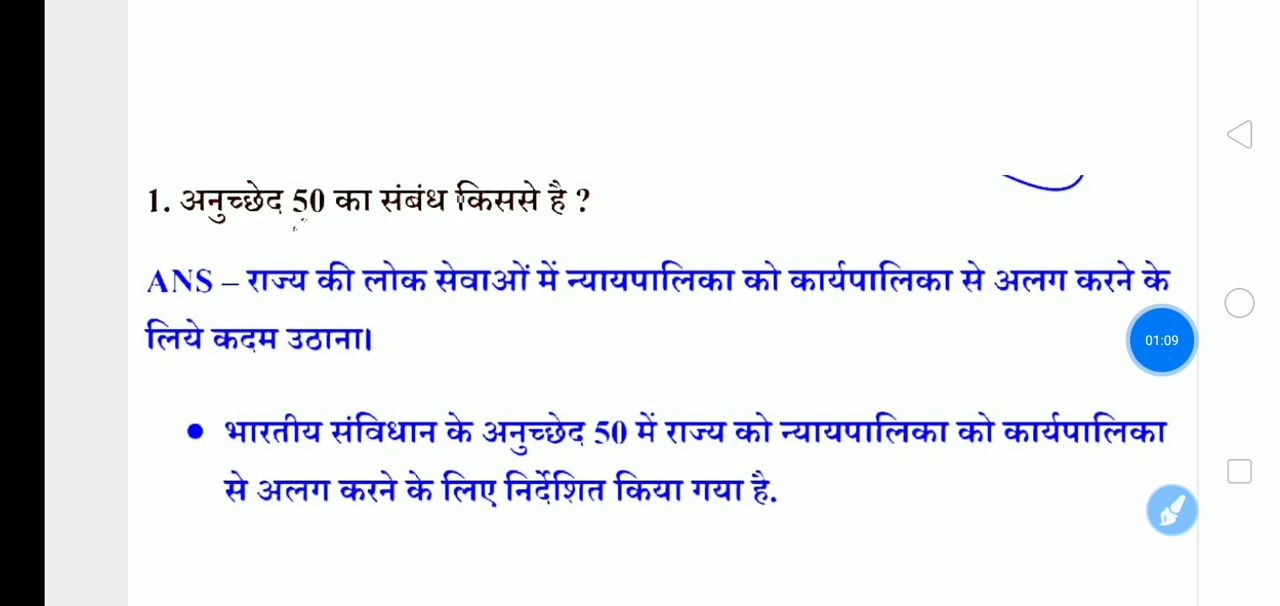 1. अनुच्छेद 50 का संबंध किससे है ?
ANS – राज्य की लोक सेवाओं में न्यायपालिका को कार्यपालिका से अलग करने के
लिये कदम उठाना।
01:09
• भारतीय संविधान के अनुच्छेद 50 में राज्य को न्यायपालिका को कार्यपालिका
से अलग करने के लिए निर्देशित किया गया है.